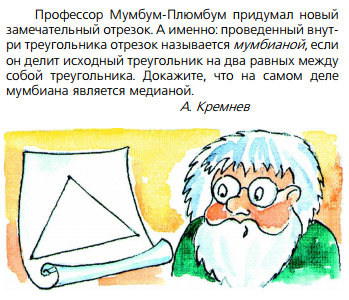 Профессор Мумбум-Плюмбум придумал новый
замечательный отрезок. А именно: проведенный внут-
ри треугольника отрезок называется мумбианой, если
он делит исходный треугольник на два равных между
собой треугольника. Докажите, что на самом деле
мумбиана является медианой.
А. Кремнев